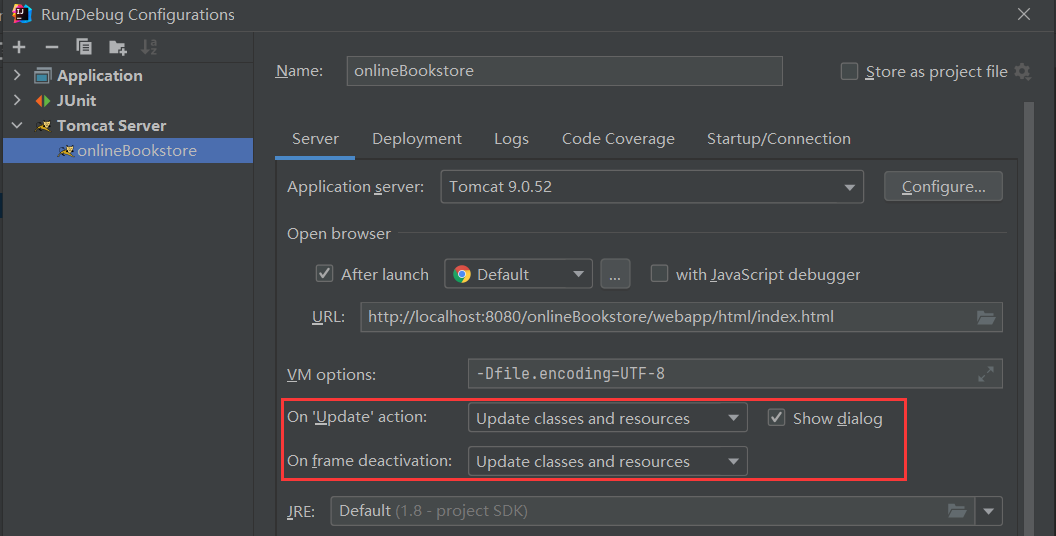 Run/Debug Configurations
Application
JUnit
Tomcat Server
onlineBookstore
Name: onlineBookstore Store as project file
Server Deployment Logs Code Coverage Startup/Connection
Application server: Tomcat 9.0.52 Configure...
Open browser
After launch Default ... with JavaScript debugger
URL: http://localhost:8080/onlineBookstore/webapp/html/index.html
VM options: -Dfile.encoding=UTF-8
On 'Update' action: Update classes and resources Show dialog
On frame deactivation: Update classes and resources
JRE: Default (1.8 - project SDK)